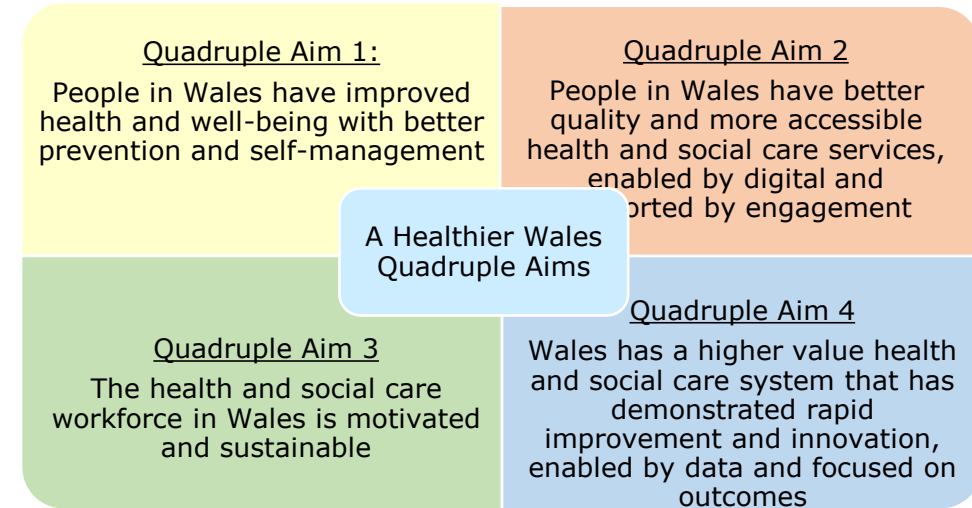 Quadruple Aim 1:
People in Wales have improved
health and well-being with better
prevention and self-management
Quadruple Aim 2
People in Wales have better
quality and more accessible
health and social care services,
enabled by digital and
orted by engagement
A Healthier Wales
Quadruple Aims
Quadruple Aim 3
The health and social care
workforce in Wales is motivated
and sustainable
Quadruple Aim 4
Wales has a higher value health
and social care system that has
demonstrated rapid
improvement and innovation,
enabled by data and focused on
outcomes